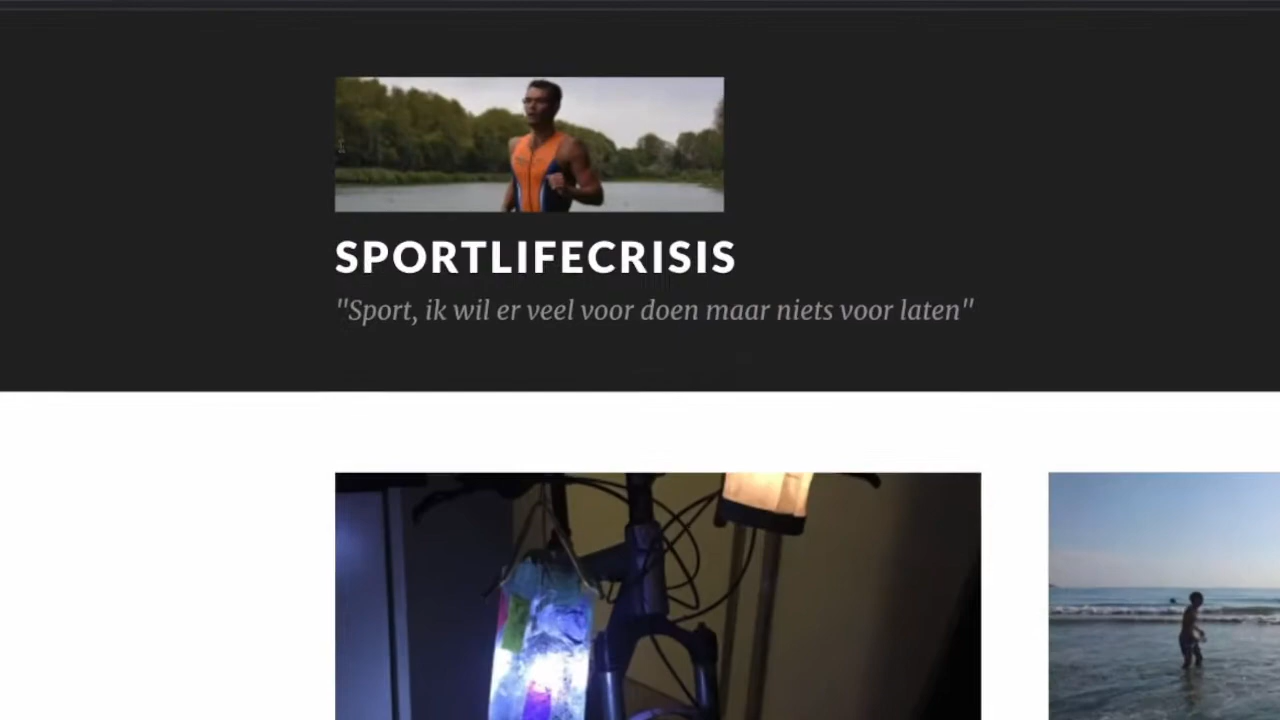 SPORTLIFECRISIS
"Sport, ik wil er veel voor doen maar niets voor laten"